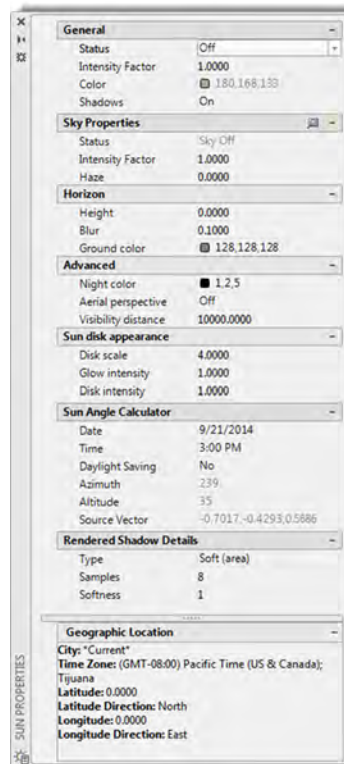 General
Status Off
Intensity Factor 1.0000
Color 180,168,133
Shadows On
Sky Properties
Status Sky Off
Intensity Factor 1.0000
Haze 0.0000
Horizon
Height 0.0000
Blur 0.1000
Ground color 128,128,128
Advanced
Night color 1,2,5
Aerial perspective Off
Visibility distance 10000.0000
Sun disk appearance
Disk scale 4.0000
Glow intensity 1.0000
Disk intensity 1.0000
Sun Angle Calculator
Date 9/21/2014
Time 3:00 PM
Daylight Saving No
Azimuth 239
Altitude 35
Source Vector -0.7017,-0.4293,0.5686
Rendered Shadow Details
Type Soft (area)
Samples 8
Softness 1
Geographic Location
City: "Current"
Time Zone: (GMT-08:00) Pacific Time (US & Canada);
Tijuana
Latitude: 0.0000
Latitude Direction: North
Longitude: 0.0000
Longitude Direction: East
SUN PROPERTIES